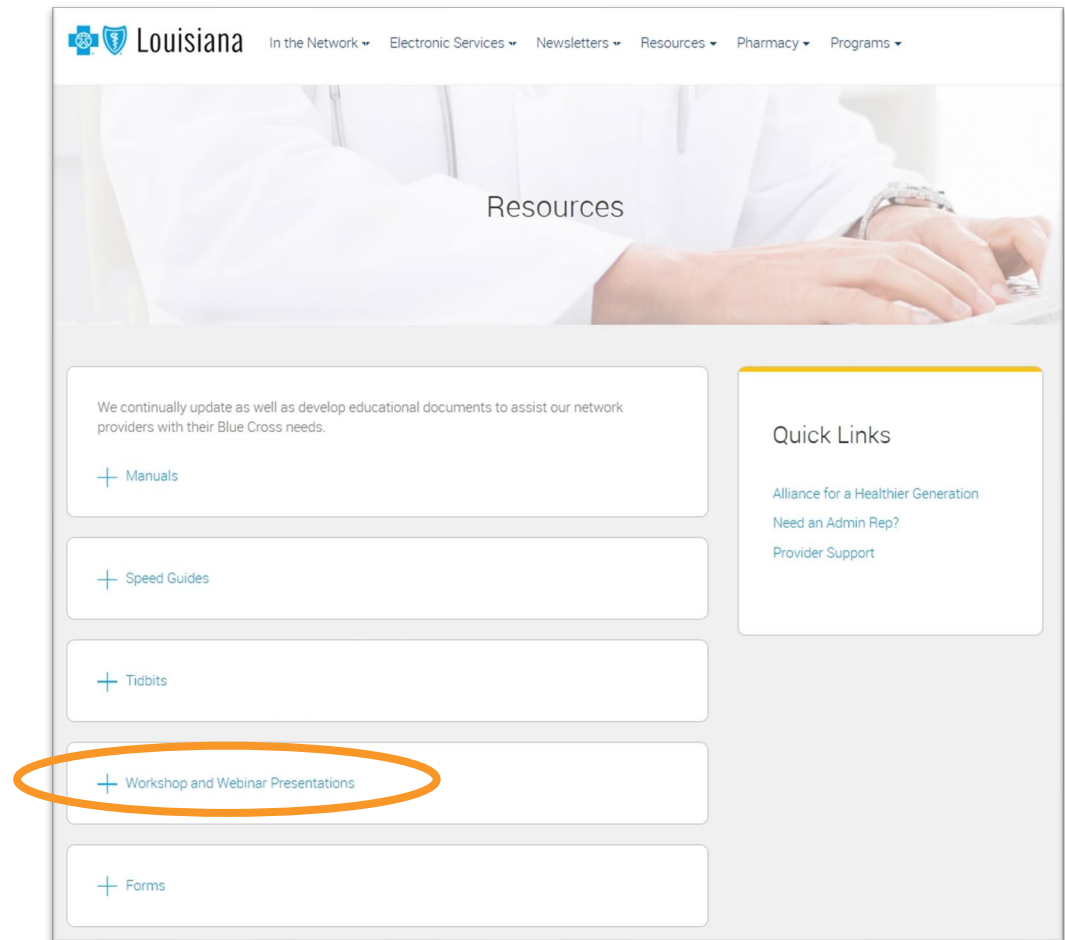 Louisiana In the Network Electronic Services Newsletters Resources Pharmacy Programs
Resources
We continually update as well as develop educational documents to assist our network
providers with their Blue Cross needs.
Manuals
Speed Guides
Tidbits
Workshop and Webinar Presentations
Forms
Quick Links
Alliance for a Healthier Generation
Need an Admin Rep?
Provider Support